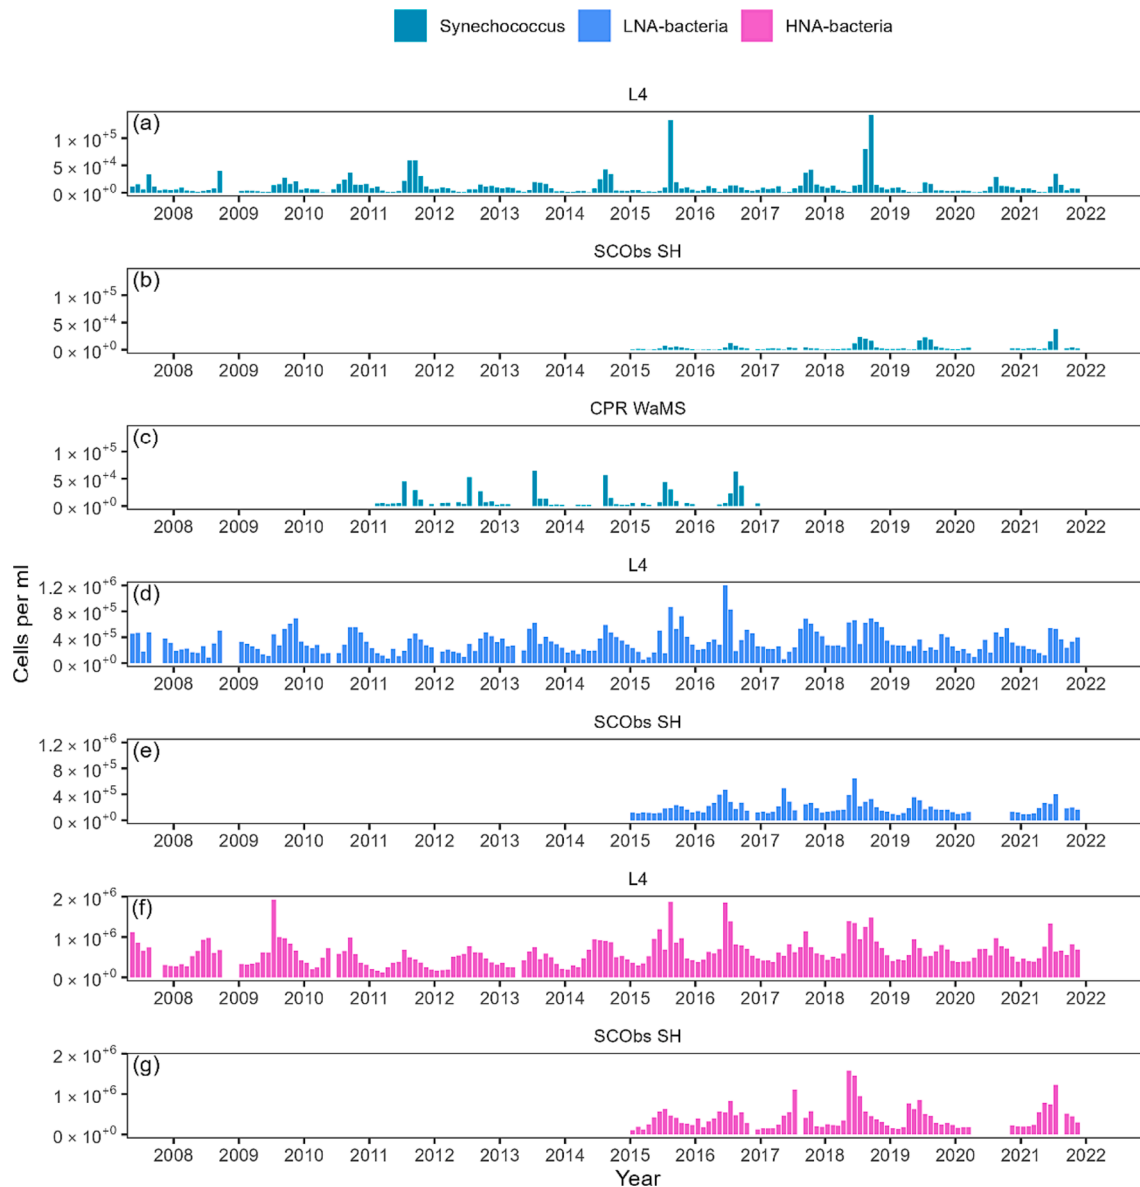 Synechococcus LNA-bacteria HNA-bacteria
L4
(a)
1 × 10⁺⁵
5 × 10⁺⁴
0 × 10⁺⁰
2008 2009 2010 2011 2012 2013 2014 2015 2016 2017 2018 2019 2020 2021 2022
SCObs SH
(b)
1 × 10⁺⁵
5 × 10⁺⁴
0 × 10⁺⁰
2008 2009 2010 2011 2012 2013 2014 2015 2016 2017 2018 2019 2020 2021 2022
CPR WaMS
(c)
1 × 10⁺⁵
5 × 10⁺⁴
0 × 10⁺⁰
2008 2009 2010 2011 2012 2013 2014 2015 2016 2017 2018 2019 2020 2021 2022
Cells per ml
L4
(d)
1.2 × 10⁺⁶
8 × 10⁺⁵
4 × 10⁺⁵
0 × 10⁺⁰
2008 2009 2010 2011 2012 2013 2014 2015 2016 2017 2018 2019 2020 2021 2022
SCObs SH
(e)
1.2 × 10⁺⁶
8 × 10⁺⁵
4 × 10⁺⁵
0 × 10⁺⁰
2008 2009 2010 2011 2012 2013 2014 2015 2016 2017 2018 2019 2020 2021 2022
L4
(f)
2 × 10⁺⁶
1 × 10⁺⁶
0 × 10⁺⁰
2008 2009 2010 2011 2012 2013 2014 2015 2016 2017 2018 2019 2020 2021 2022
SCObs SH
(g)
2 × 10⁺⁶
1 × 10⁺⁶
0 × 10⁺⁰
2008 2009 2010 2011 2012 2013 2014 2015 2016 2017 2018 2019 2020 2021 2022
Year